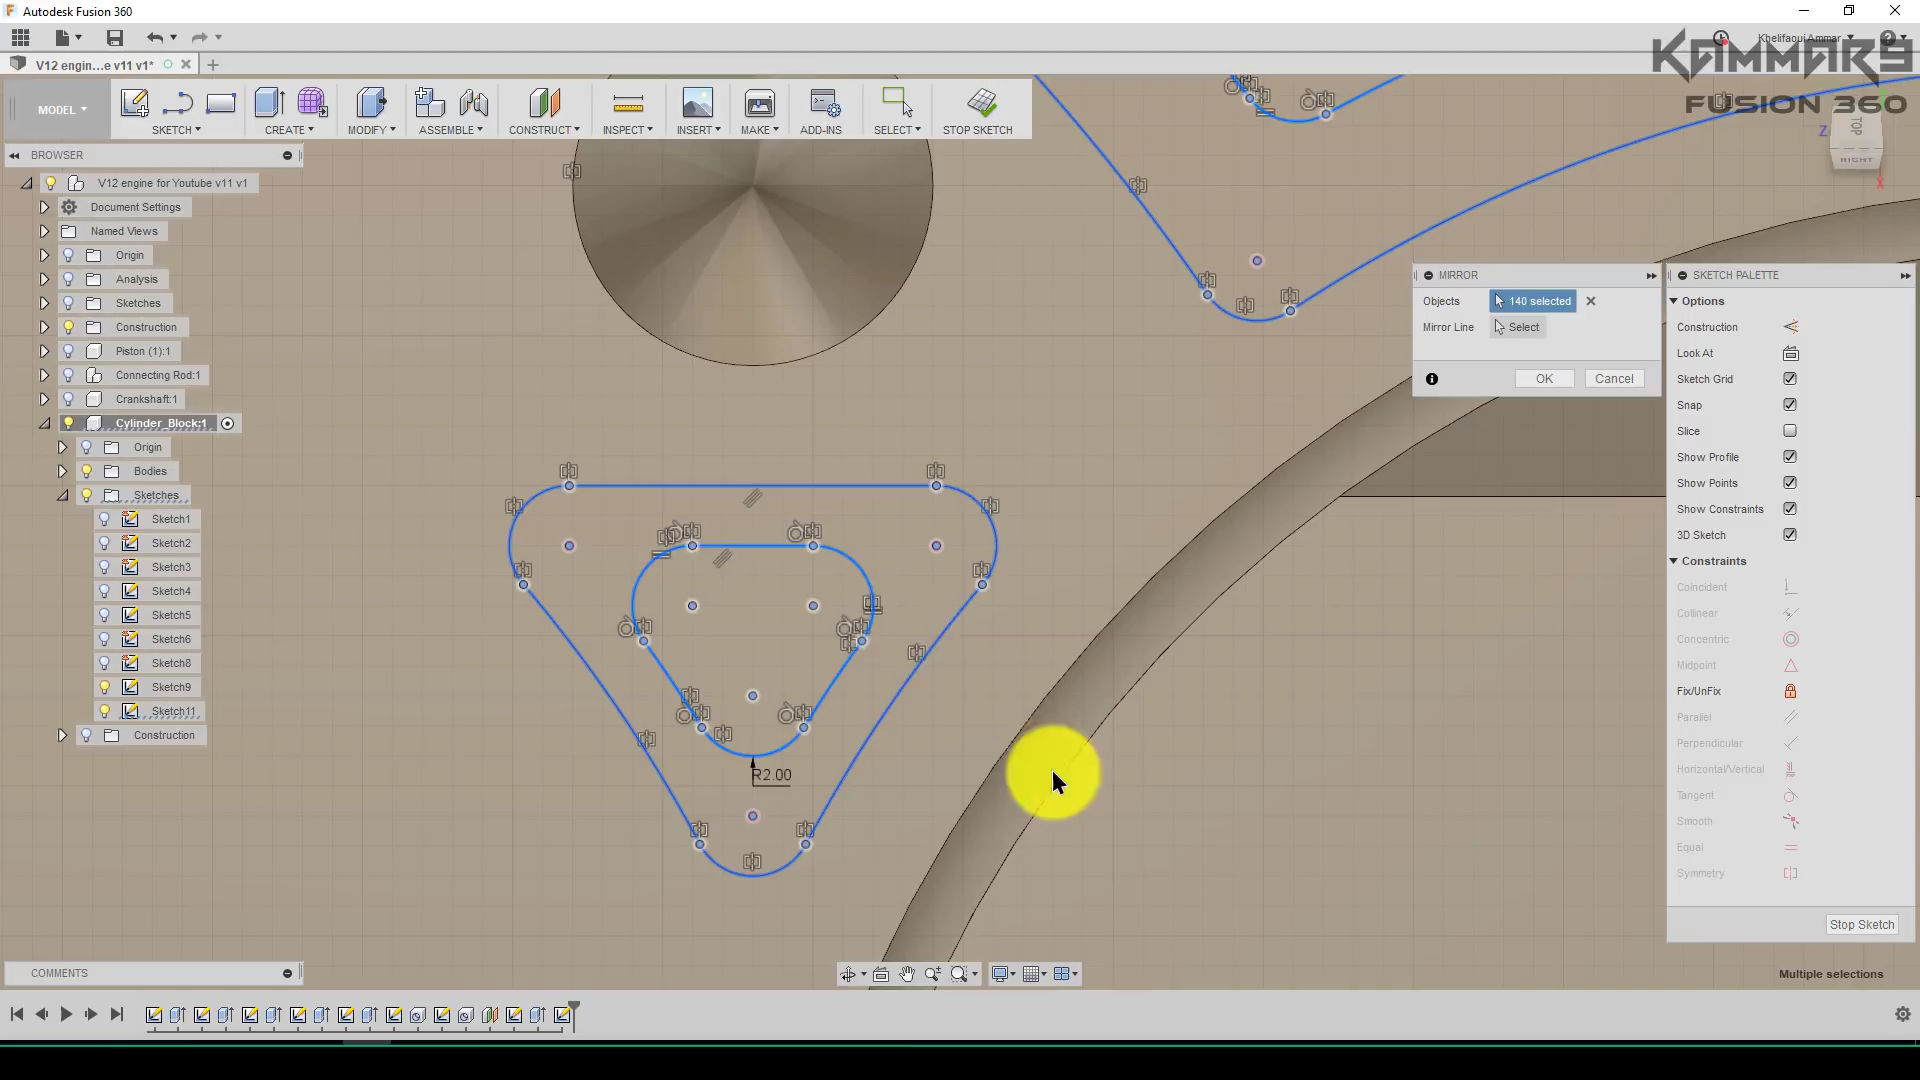 Autodesk Fusion 360
Khelifaoui Ammar
KAMMAR9
FUSION 360
V12 engin...e v11 v1*
MODEL
SKETCH
CREATE
MODIFY
ASSEMBLE
CONSTRUCT
INSPECT
INSERT
MAKE
ADD-INS
SELECT
STOP SKETCH
Z
TOP
RIGHT
X
BROWSER
V12 engine for Youtube v11 v1
Document Settings
Named Views
Origin
Analysis
Sketches
Construction
Piston (1):1
Connecting Rod:1
Crankshaft:1
Cylinder_Block:1
Origin
Bodies
Sketches
Sketch1
Sketch2
Sketch3
Sketch4
Sketch5
Sketch6
Sketch8
Sketch9
Sketch11
Construction
R2.00
MIRROR
Objects 140 selected
Mirror Line Select
OK Cancel
SKETCH PALETTE
Options
Construction
Look At
Sketch Grid
Snap
Slice
Show Profile
Show Points
Show Constraints
3D Sketch
Constraints
Coincident
Collinear
Concentric
Midpoint
Fix/UnFix
Parallel
Perpendicular
Horizontal/Vertical
Tangent
Smooth
Equal
Symmetry
Stop Sketch
COMMENTS
Multiple selections